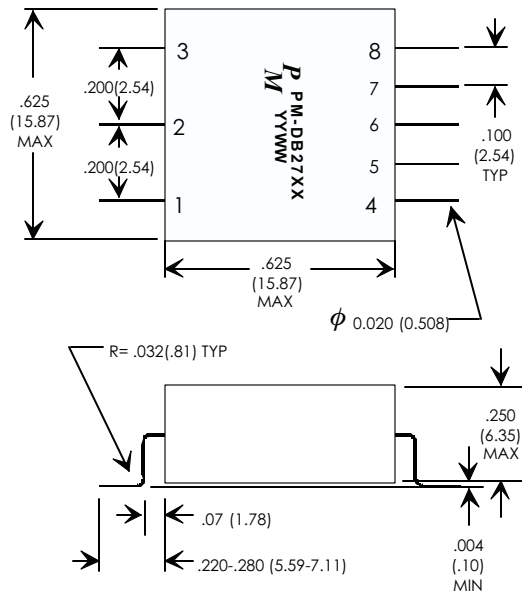 3
8
.200(2.54)
7
P
M
PM-DB27XX
YYWW
.625
(15.87)
MAX
2
6
.100
(2.54)
TYP
.200(2.54)
5
1
4
.625
(15.87)
MAX
ϕ 0.020 (0.508)
R= .032(.81) TYP
.250
(6.35)
MAX
.07 (1.78)
.220-.280 (5.59-7.11)
.004
(.10)
MIN